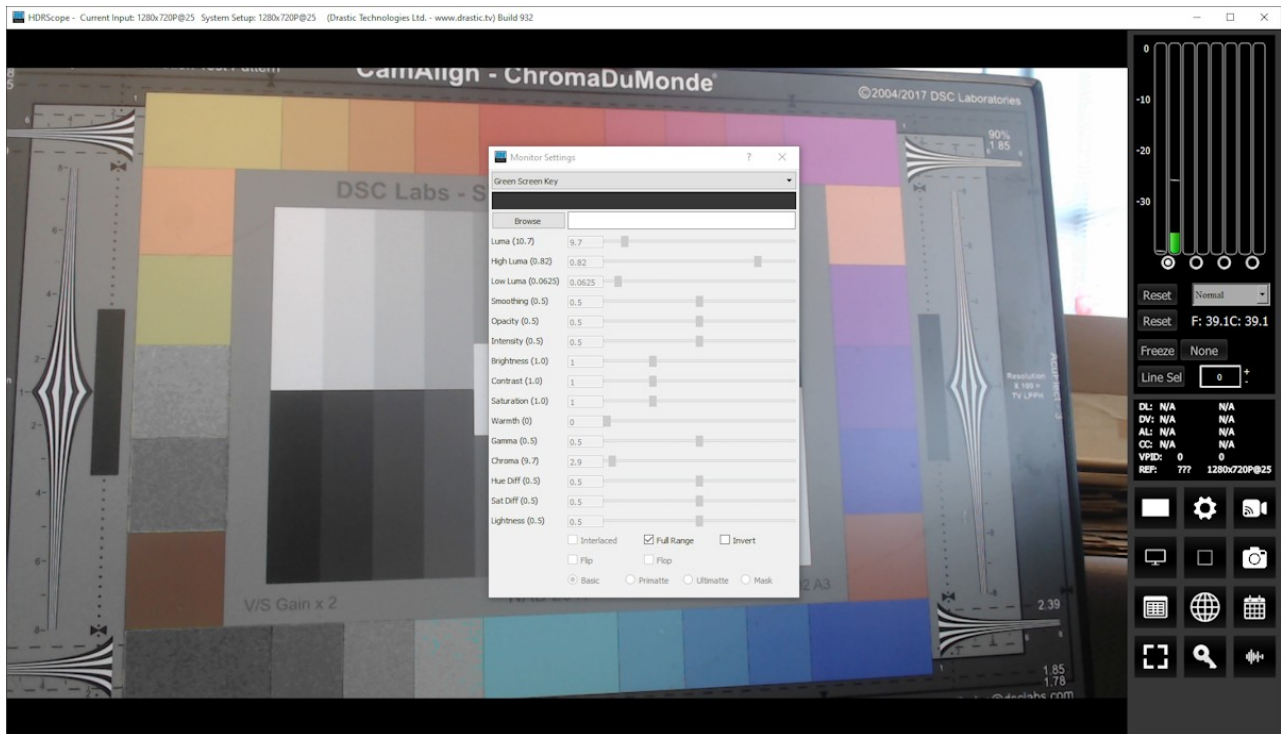 HDRScope - Current Input: 1280x720P@25 System Setup: 1280x720P@25 (Drastic Technologies Ltd. - www.drastic.tv) Build 932
CamAlign - ChromaDuMonde
©2004/2017 DSC Laboratories
90%
1.85
DSC Labs - S
Monitor Settings
Green Screen Key
Browse
Luma (10.7) 9.7
High Luma (0.82) 0.82
Low Luma (0.0625) 0.0625
Smoothing (0.5) 0.5
Opacity (0.5) 0.5
Intensity (0.5) 0.5
Brightness (1.0) 1
Contrast (1.0) 1
Saturation (1.0) 1
Warmth (0) 0
Gamma (0.5) 0.5
Chroma (9.7) 2.9
Hue Diff (0.5) 0.5
Sat Diff (0.5) 0.5
Lightness (0.5) 0.5
Interlaced Full Range Invert
Flip Flop
Basic Primatte Ultimatte Mask
Resolution
X 100 =
TV LPPH
V/S Gain x 2
2 A3
2.39
1.85
1.78
dsclabs.com
0
-10
-20
-30
Reset Normal
Reset F: 39.1C: 39.1
Freeze None
Line Sel 0 + -
DL: N/A N/A
DV: N/A N/A
AL: N/A N/A
CC: N/A N/A
VPID: 0 0
REF: ??? 1280x720P@25